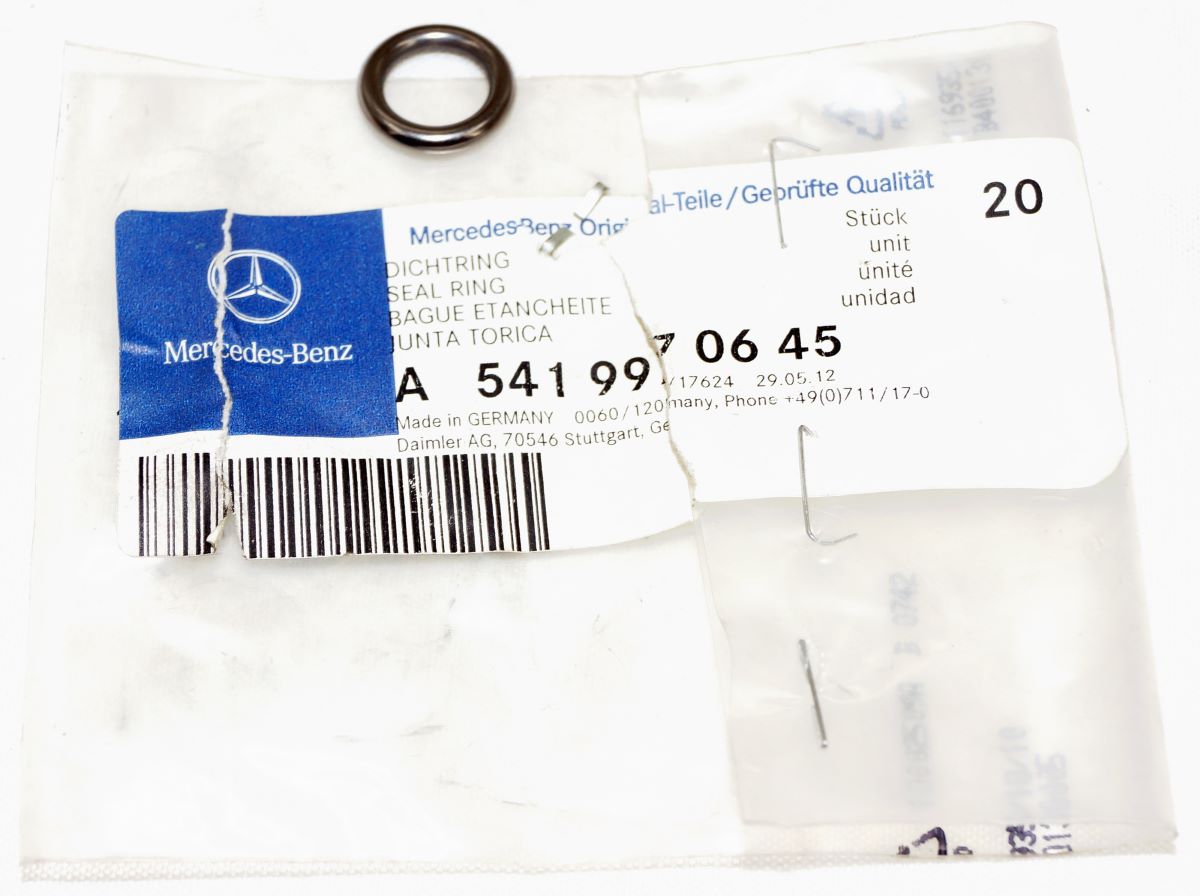 Mercedes-Benz Origi al-Teile/Geprüfte Qualität
20
Stück
unit
unité
unidad
DICHTRING
SEAL RING
BAGUE ETANCHEITE
JUNTA TORICA
Mercedes-Benz
A 541 99 7 06 45
Made in GERMANY 0060/120 /17624 29.05.12
Daimler AG, 70546 Stuttgart, Ge many, Phone +49(0)711/17-0